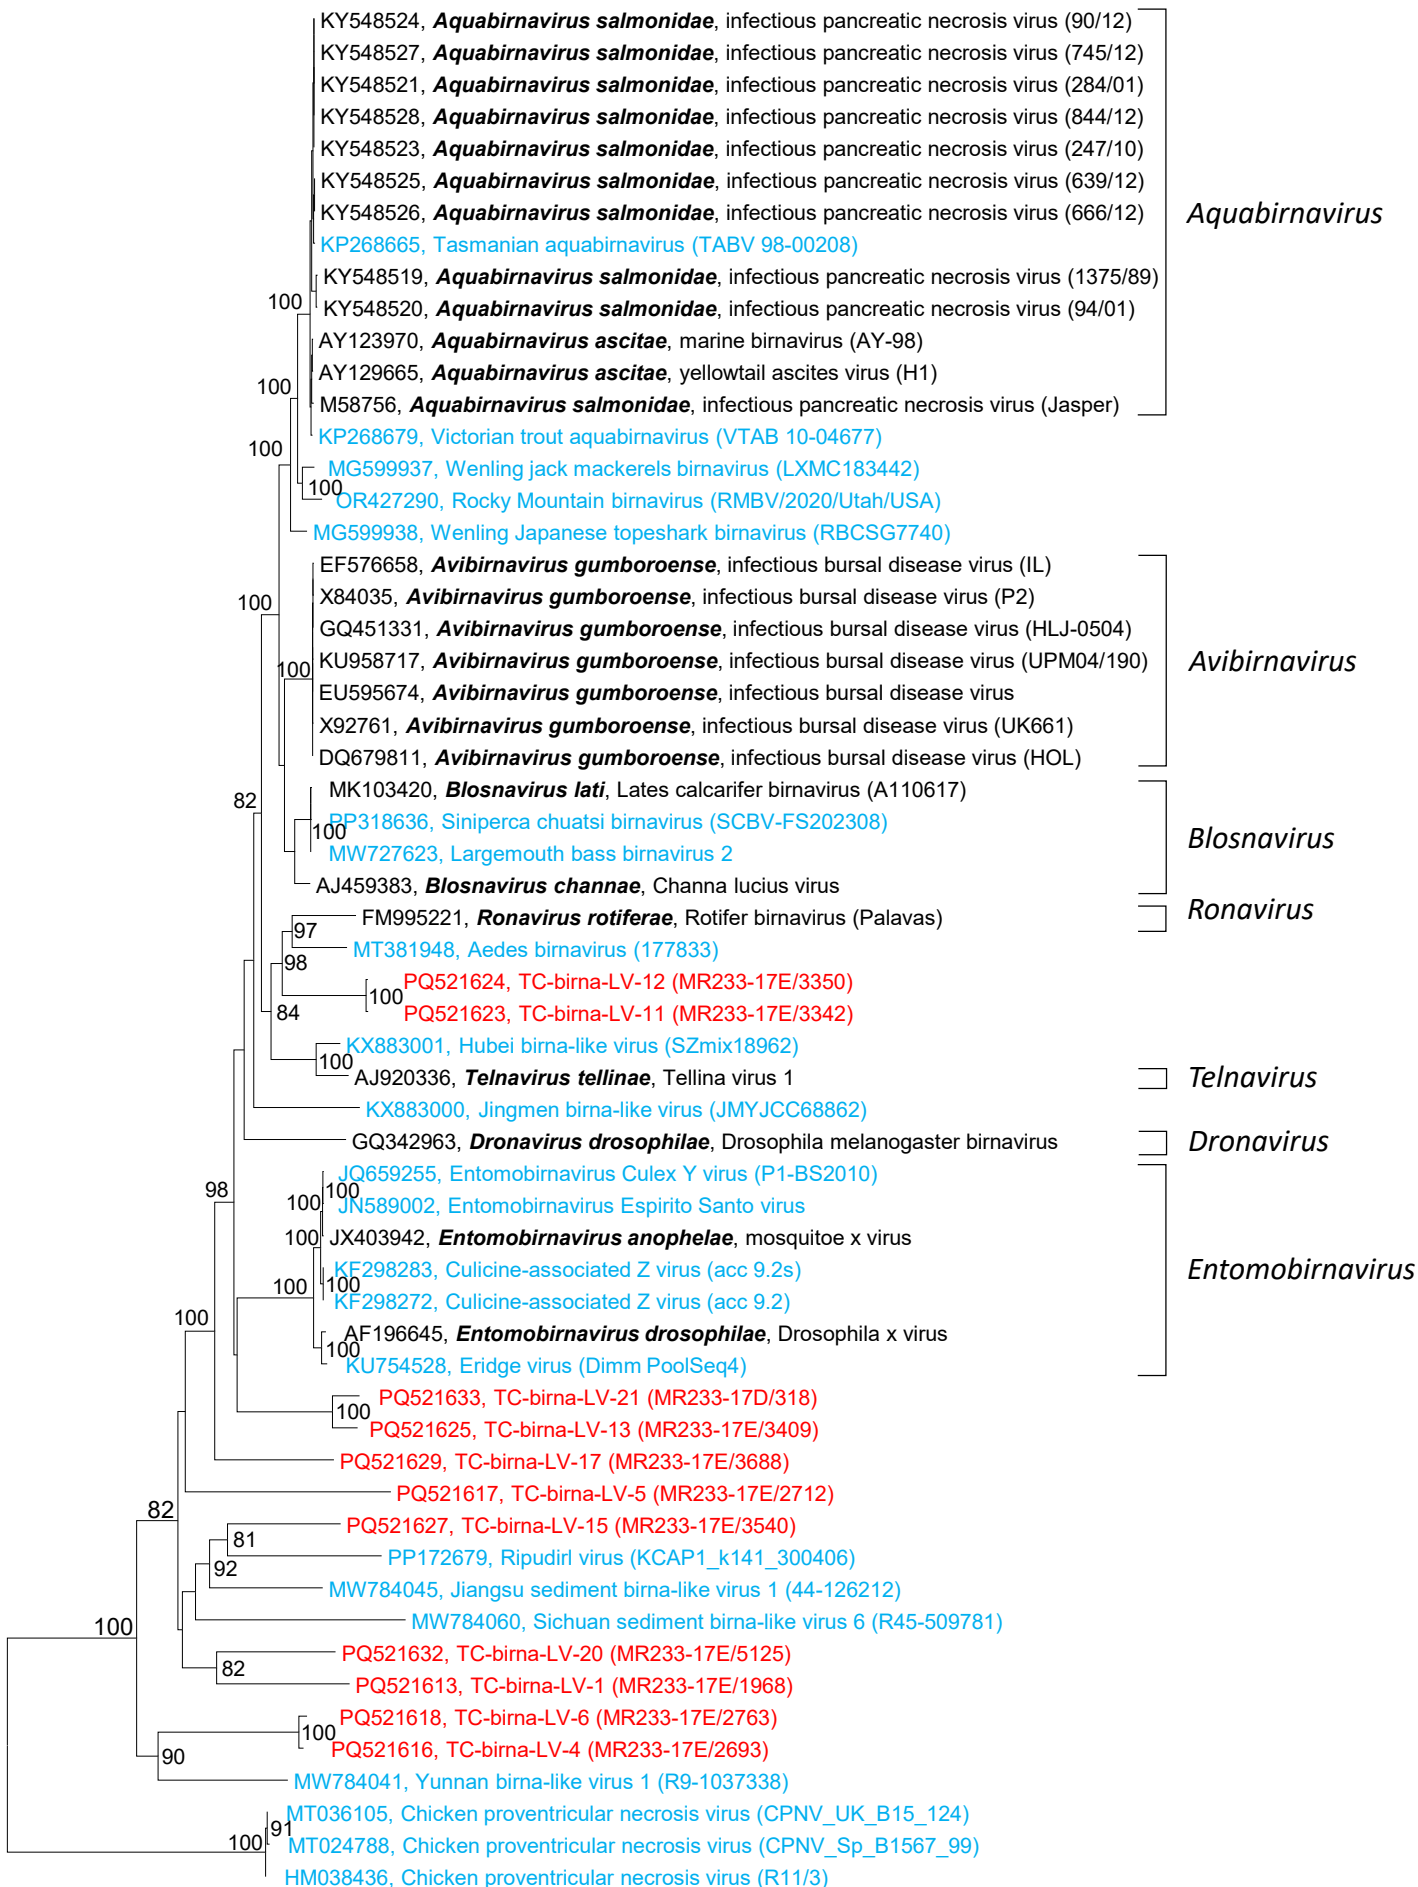 KY548524, Aquabirnavirus salmonidae, infectious pancreatic necrosis virus (90/12)
KY548527, Aquabirnavirus salmonidae, infectious pancreatic necrosis virus (745/12)
KY548521, Aquabirnavirus salmonidae, infectious pancreatic necrosis virus (284/01)
KY548528, Aquabirnavirus salmonidae, infectious pancreatic necrosis virus (844/12)
KY548523, Aquabirnavirus salmonidae, infectious pancreatic necrosis virus (247/10)
KY548525, Aquabirnavirus salmonidae, infectious pancreatic necrosis virus (639/12)
KY548526, Aquabirnavirus salmonidae, infectious pancreatic necrosis virus (666/12)
Aquabirnavirus
KP268665, Tasmanian aquabirnavirus (TABV 98-00208)
KY548519, Aquabirnavirus salmonidae, infectious pancreatic necrosis virus (1375/89)
100
KY548520, Aquabirnavirus salmonidae, infectious pancreatic necrosis virus (94/01)
AY123970, Aquabirnavirus ascitae, marine birnavirus (AY-98)
AY129665, Aquabirnavirus ascitae, yellowtail ascites virus (H1)
100
M58756, Aquabirnavirus salmonidae, infectious pancreatic necrosis virus (Jasper)
KP268679, Victorian trout aquabirnavirus (VTAB 10-04677)
100
MG599937, Wenling jack mackerels birnavirus (LXMC183442)
100
OR427290, Rocky Mountain birnavirus (RMBV/2020/Utah/USA)
MG599938, Wenling Japanese topeshark birnavirus (RBCSG7740)
EF576658, Avibirnavirus gumboroense, infectious bursal disease virus (IL)
X84035, Avibirnavirus gumboroense, infectious bursal disease virus (P2)
100
GQ451331, Avibirnavirus gumboroense, infectious bursal disease virus (HLJ-0504)
KU958717, Avibirnavirus gumboroense, infectious bursal disease virus (UPM04/190)
Avibirnavirus
100
EU595674, Avibirnavirus gumboroense, infectious bursal disease virus
X92761, Avibirnavirus gumboroense, infectious bursal disease virus (UK661)
DQ679811, Avibirnavirus gumboroense, infectious bursal disease virus (HOL)
MK103420, Blosnavirus lati, Lates calcarifer birnavirus (A110617)
82
PP318636, Siniperca chuatsi birnavirus (SCBV-FS202308)
100
Blosnavirus
MW727623, Largemouth bass birnavirus 2
AJ459383, Blosnavirus channae, Channa lucius virus
Ronavirus
FM995221, Ronavirus rotiferae, Rotifer birnavirus (Palavas)
97
MT381948, Aedes birnavirus (177833)
98
PQ521624, TC-birna-LV-12 (MR233-17E/3350)
100
PQ521623, TC-birna-LV-11 (MR233-17E/3342)
84
KX883001, Hubei birna-like virus (SZmix18962)
100
AJ920336, Telnavirus tellinae, Tellina virus 1
Telnavirus
KX883000, Jingmen birna-like virus (JMYJCC68862)
GQ342963, Dronavirus drosophilae, Drosophila melanogaster birnavirus
Dronavirus
JQ659255, Entomobirnavirus Culex Y virus (P1-BS2010)
98
100
100
JN589002, Entomobirnavirus Espirito Santo virus
100
JX403942, Entomobirnavirus anophelae, mosquitoe x virus
KF298283, Culicine-associated Z virus (acc 9.2s)
Entomobirnavirus
100
100
KF298272, Culicine-associated Z virus (acc 9.2)
100
AF196645, Entomobirnavirus drosophilae, Drosophila x virus
100
KU754528, Eridge virus (Dimm PoolSeq4)
PQ521633, TC-birna-LV-21 (MR233-17D/318)
100
PQ521625, TC-birna-LV-13 (MR233-17E/3409)
PQ521629, TC-birna-LV-17 (MR233-17E/3688)
PQ521617, TC-birna-LV-5 (MR233-17E/2712)
82
PQ521627, TC-birna-LV-15 (MR233-17E/3540)
81
PP172679, Ripudirl virus (KCAP1_k141_300406)
92
MW784045, Jiangsu sediment birna-like virus 1 (44-126212)
MW784060, Sichuan sediment birna-like virus 6 (R45-509781)
100
PQ521632, TC-birna-LV-20 (MR233-17E/5125)
82
PQ521613, TC-birna-LV-1 (MR233-17E/1968)
PQ521618, TC-birna-LV-6 (MR233-17E/2763)
100
PQ521616, TC-birna-LV-4 (MR233-17E/2693)
90
MW784041, Yunnan birna-like virus 1 (R9-1037338)
MT036105, Chicken proventricular necrosis virus (CPNV_UK_B15_124)
91
100
MT024788, Chicken proventricular necrosis virus (CPNV_Sp_B1567_99)
HM038436, Chicken proventricular necrosis virus (R11/3)